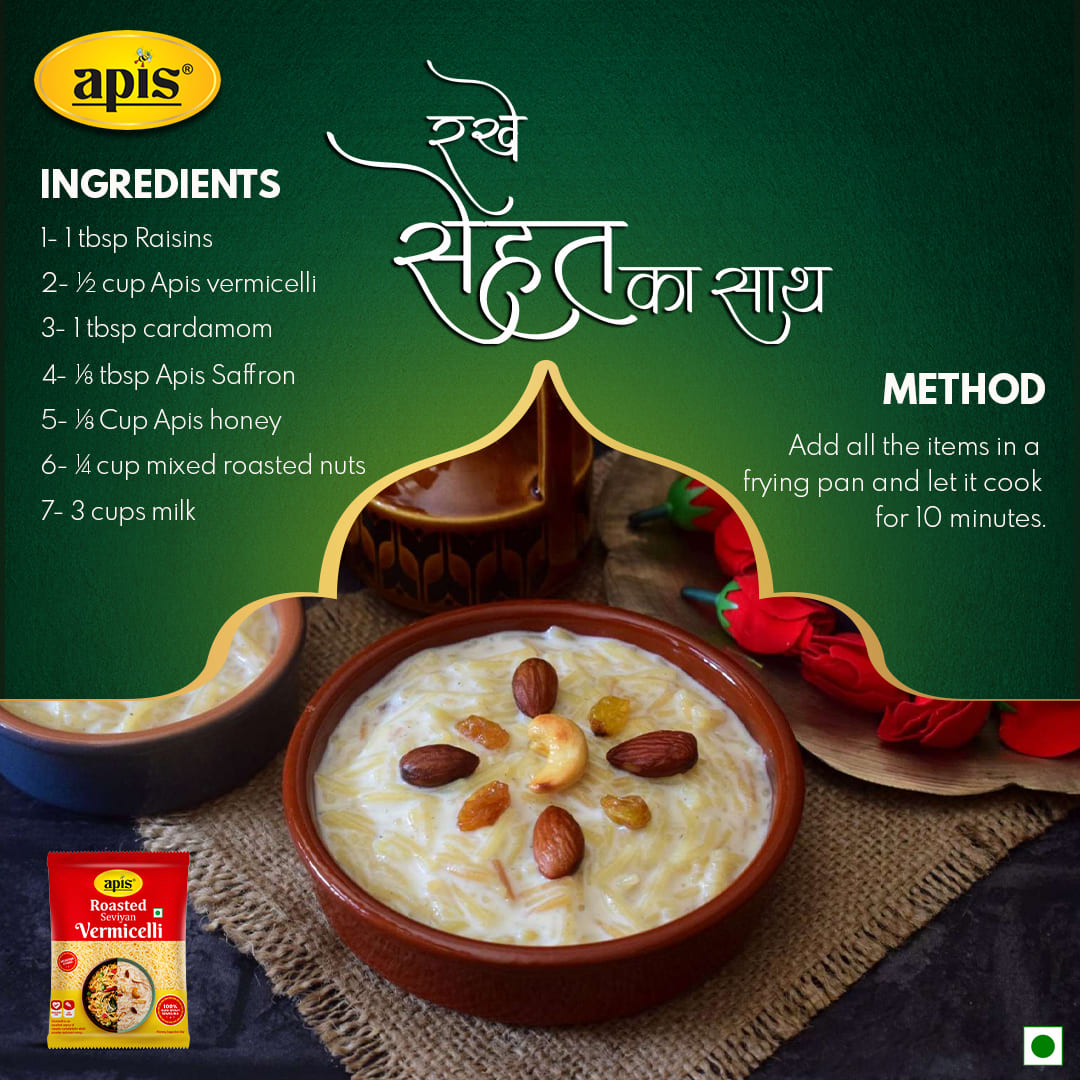 apis®
रखे
सेहत का साथ
INGREDIENTS
1- 1 tbsp Raisins
2- ½ cup Apis vermicelli
3- 1 tbsp cardamom
4- ⅛ tbsp Apis Saffron
5- ⅛ Cup Apis honey
6- ¼ cup mixed roasted nuts
7- 3 cups milk
METHOD
Add all the items in a
frying pan and let it cook
for 10 minutes.
apis
Roasted
Seviyan
Vermicelli
100%